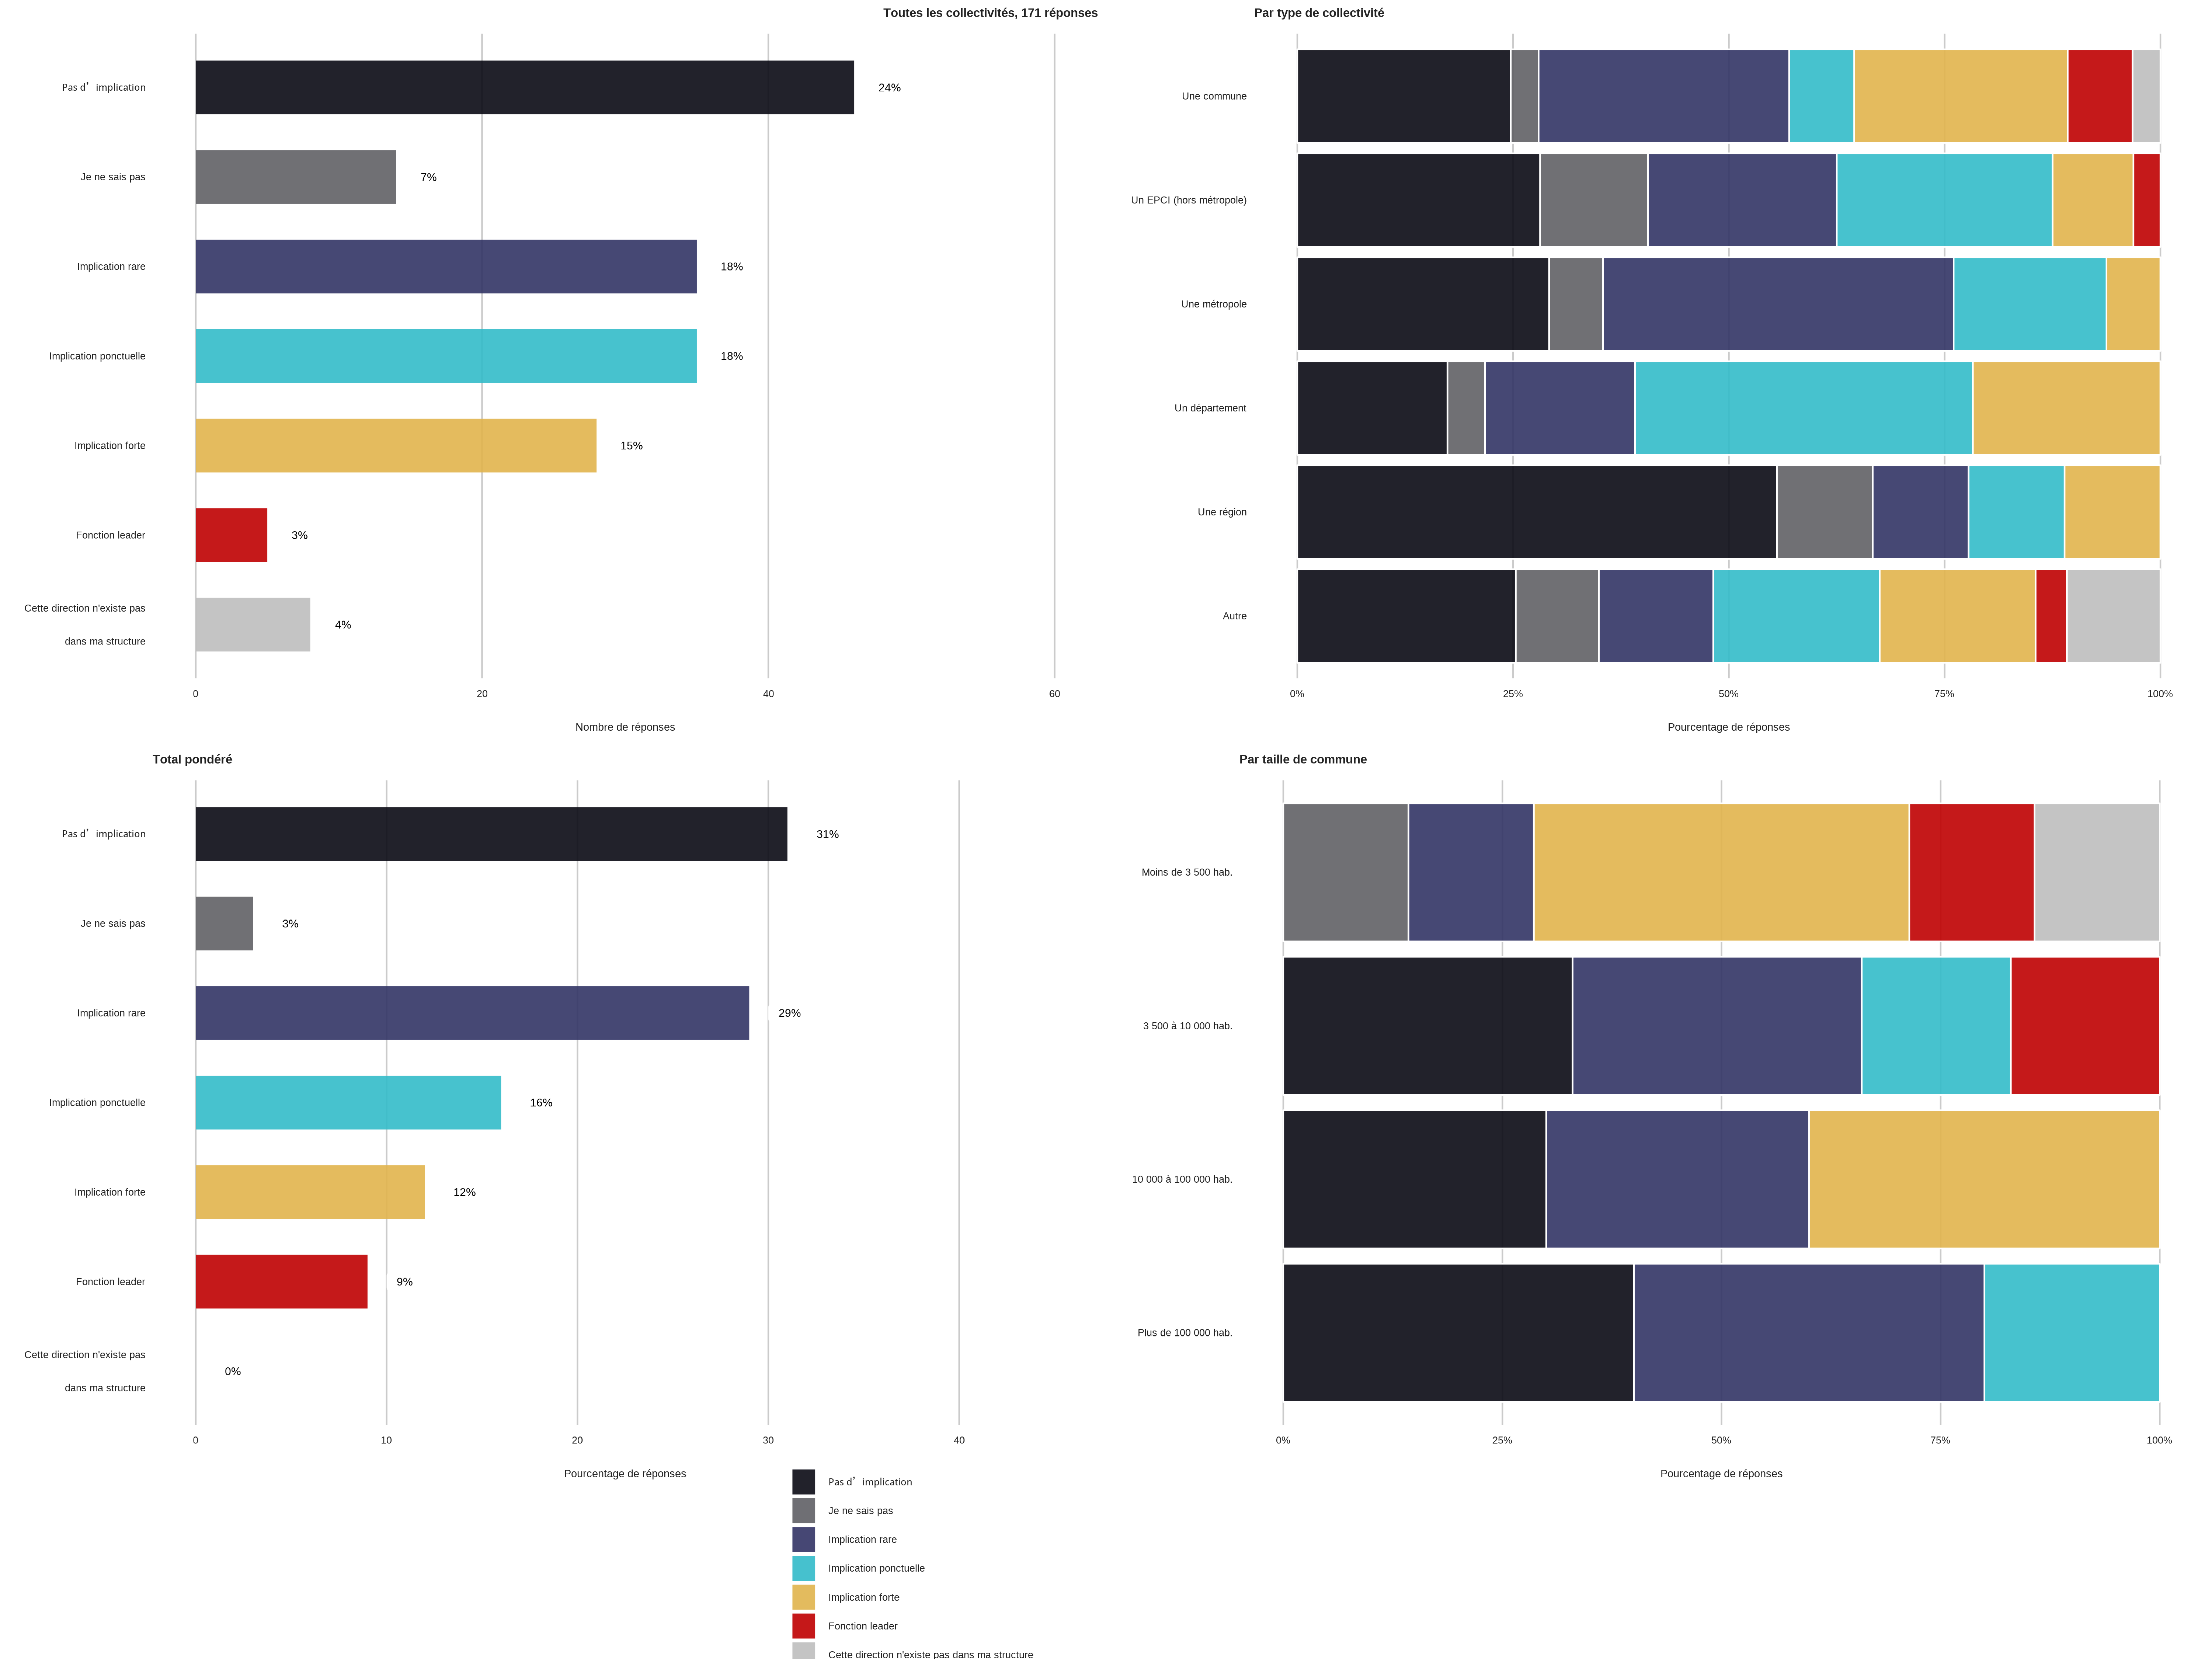 Toutes les collectivités, 171 réponses
Pas d’implication
24%
Je ne sais pas
7%
Implication rare
18%
Implication ponctuelle
18%
Implication forte
15%
Fonction leader
3%
Cette direction n'existe pas
dans ma structure
4%
0
20
40
60
Nombre de réponses
Par type de collectivité
Une commune
Un EPCI (hors métropole)
Une métropole
Un département
Une région
Autre
0%
25%
50%
75%
100%
Pourcentage de réponses
Total pondéré
Pas d’implication
31%
Je ne sais pas
3%
Implication rare
29%
Implication ponctuelle
16%
Implication forte
12%
Fonction leader
9%
Cette direction n'existe pas
dans ma structure
0%
0
10
20
30
40
Pourcentage de réponses
Par taille de commune
Moins de 3 500 hab.
3 500 à 10 000 hab.
10 000 à 100 000 hab.
Plus de 100 000 hab.
0%
25%
50%
75%
100%
Pourcentage de réponses
Pas d’implication
Je ne sais pas
Implication rare
Implication ponctuelle
Implication forte
Fonction leader
Cette direction n'existe pas dans ma structure